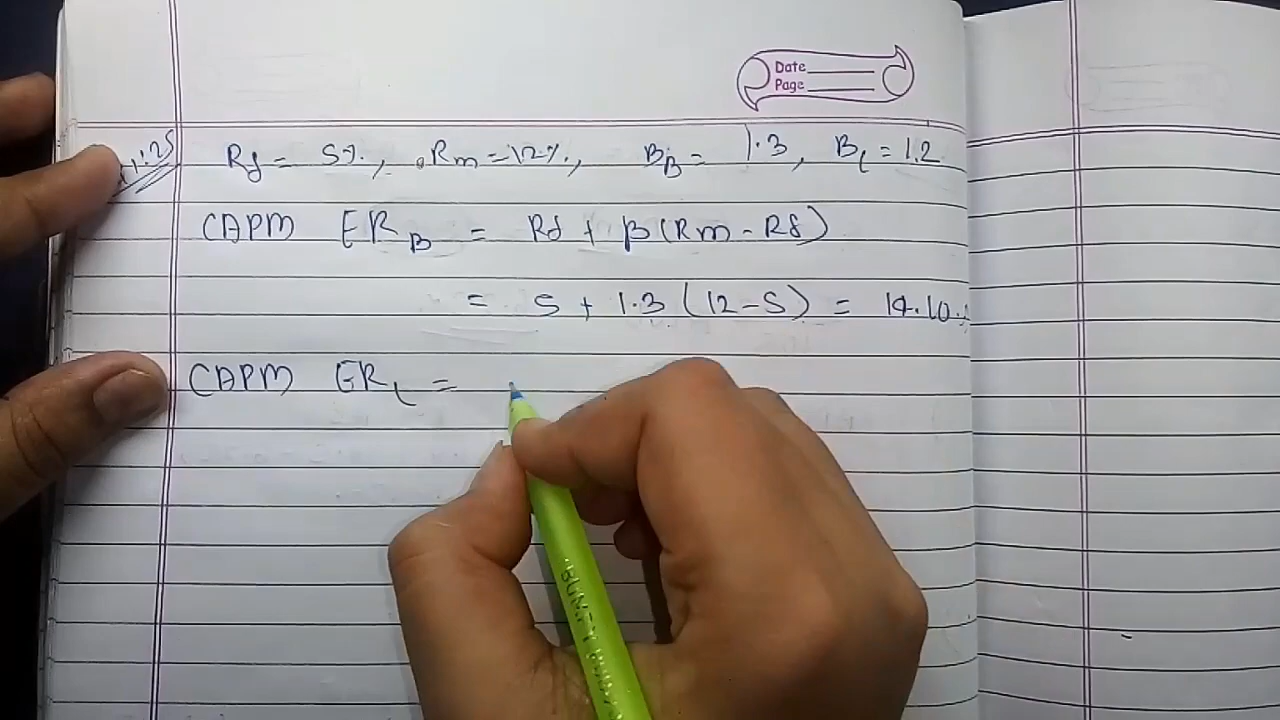 Date
Page
1.25
Rf = 5%, Rm = 12%, BB = 1.3, BL = 1.2
CAPM ERB = Rf + β(Rm - Rf)
= 5 + 1.3 (12 - 5) = 14.10
CAPM ERL =